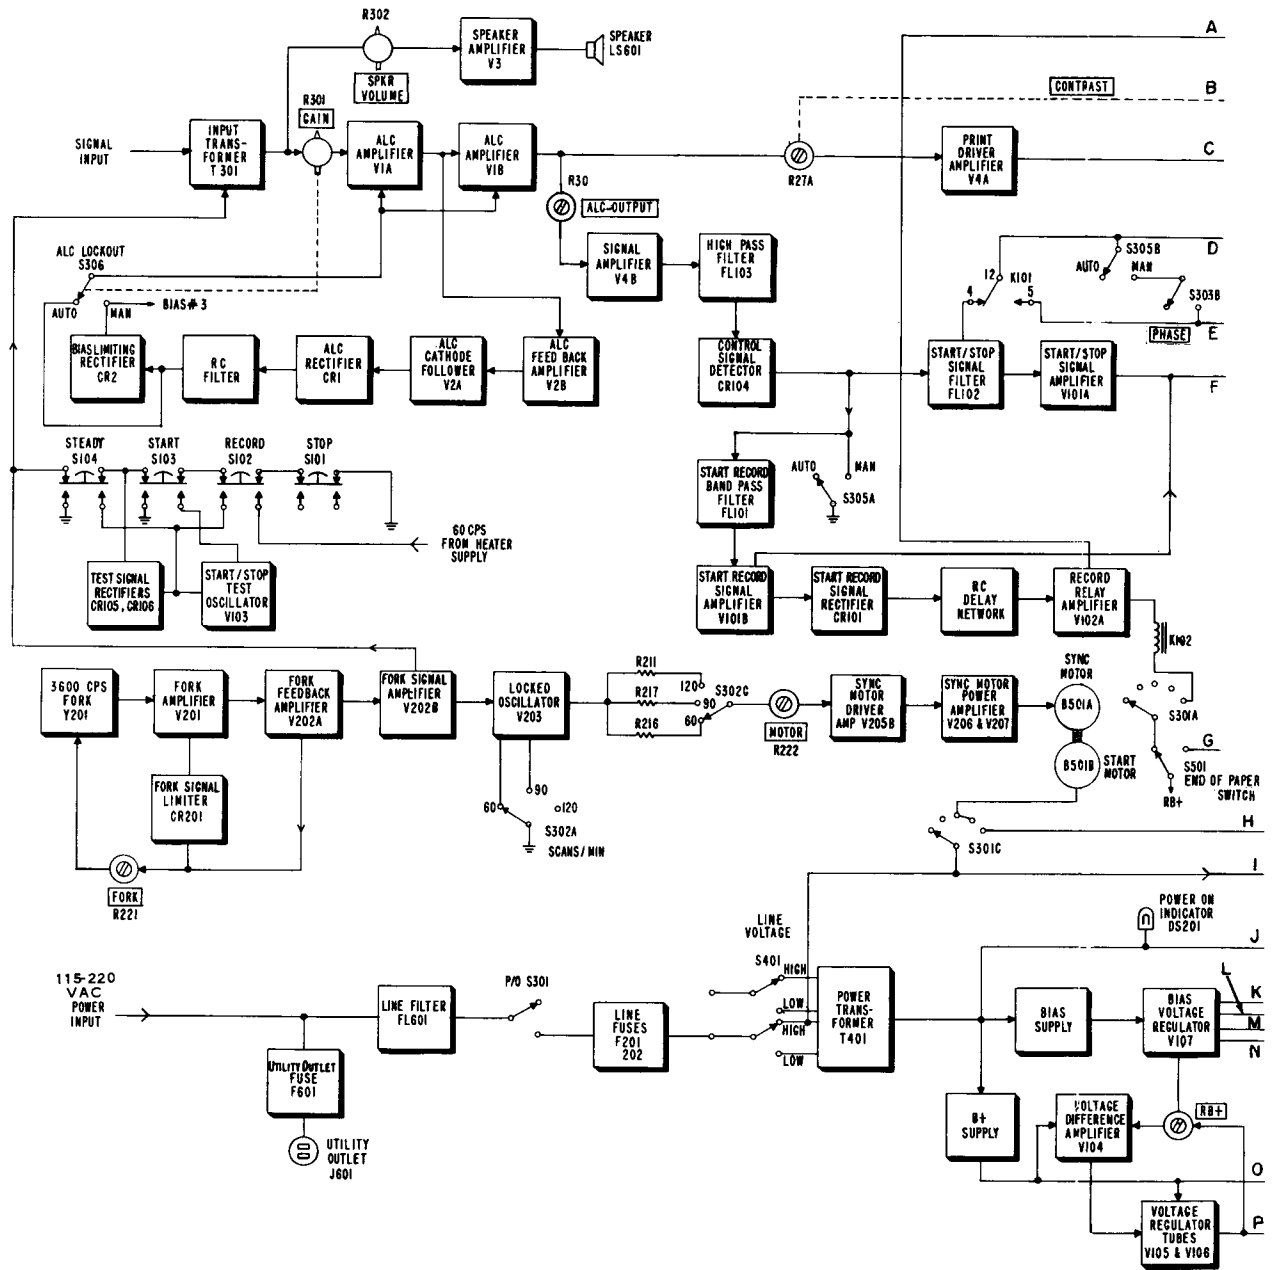 R302
SPEAKER
AMPLIFIER
V3
SPEAKER
LS601
A
SPKR
VOLUME
CONTRAST
B
R301
GAIN
SIGNAL
INPUT
INPUT
TRANS-
FORMER
T301
ALC
AMPLIFIER
V1A
ALC
AMPLIFIER
V1B
R27A
PRINT
DRIVER
AMPLIFIER
V4A
C
R30
ALC-OUTPUT
ALC LOCKOUT
S306
AUTO
MAN
BIAS#3
SIGNAL
AMPLIFIER
V4B
HIGH PASS
FILTER
FL103
12
K101
4
5
AUTO
S305B
MAN
S303B
D
PHASE
E
BIAS LIMITING
RECTIFIER
CR2
RC
FILTER
ALC
RECTIFIER
CR1
ALC
CATHODE
FOLLOWER
V2A
ALC
FEED BACK
AMPLIFIER
V2B
CONTROL
SIGNAL
DETECTOR
CR104
START/STOP
SIGNAL
FILTER
FL102
START/STOP
SIGNAL
AMPLIFIER
V101A
F
STEADY
S104
START
S103
RECORD
S102
STOP
S101
START RECORD
BAND PASS
FILTER
FL101
AUTO
MAN
S305A
60 CPS
FROM HEATER
SUPPLY
TEST SIGNAL
RECTIFIERS
CR105, CR106
START/STOP
TEST
OSCILLATOR
V103
START RECORD
SIGNAL
AMPLIFIER
V101B
START RECORD
SIGNAL
RECTIFIER
CR101
RC
DELAY
NETWORK
RECORD
RELAY
AMPLIFIER
V102A
K102
3600 CPS
FORK
Y201
FORK
AMPLIFIER
V201
FORK
FEEDBACK
AMPLIFIER
V202A
FORK SIGNAL
AMPLIFIER
V202B
LOCKED
OSCILLATOR
V203
R211
R217
R216
120
90
60
S302G
MOTOR
R222
SYNC
MOTOR
DRIVER
AMP V205B
SYNC MOTOR
POWER
AMPLIFIER
V206 & V207
SYNC
MOTOR
B501A
B501B
START
MOTOR
S301A
G
S501
END OF PAPER
SWITCH
RB+
FORK SIGNAL
LIMITER
CR201
60
90
120
S302A
SCANS/MIN
FORK
R221
S301C
H
I
POWER ON
INDICATOR
DS201
J
LINE
VOLTAGE
115-220
VAC
POWER
INPUT
LINE FILTER
FL601
P/O S301
LINE
FUSES
F201
202
S401
HIGH
LOW
HIGH
LOW
POWER
TRANS-
FORMER
T401
BIAS
SUPPLY
BIAS
VOLTAGE
REGULATOR
V107
L
K
M
N
UTILITY OUTLET
FUSE
F601
UTILITY
OUTLET
J601
B+
SUPPLY
VOLTAGE
DIFFERENCE
AMPLIFIER
V104
RB+
O
VOLTAGE
REGULATOR
TUBES
V105 & V106
P